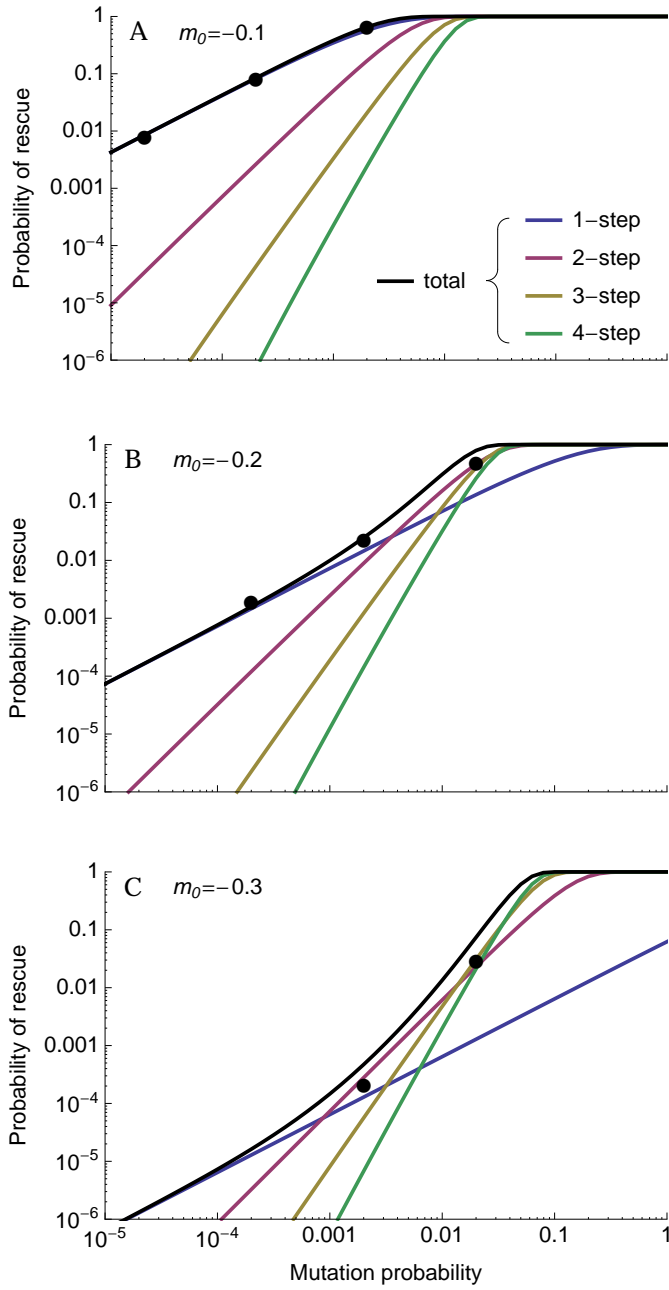 A m₀=−0.1
1
0.1
0.01
0.001
10⁻⁴
10⁻⁵
10⁻⁶
Probability of rescue
total
1−step
2−step
3−step
4−step
B m₀=−0.2
1
0.1
0.01
0.001
10⁻⁴
10⁻⁵
10⁻⁶
Probability of rescue
C m₀=−0.3
1
0.1
0.01
0.001
10⁻⁴
10⁻⁵
10⁻⁶
Probability of rescue
10⁻⁵ 10⁻⁴ 0.001 0.01 0.1 1
Mutation probability